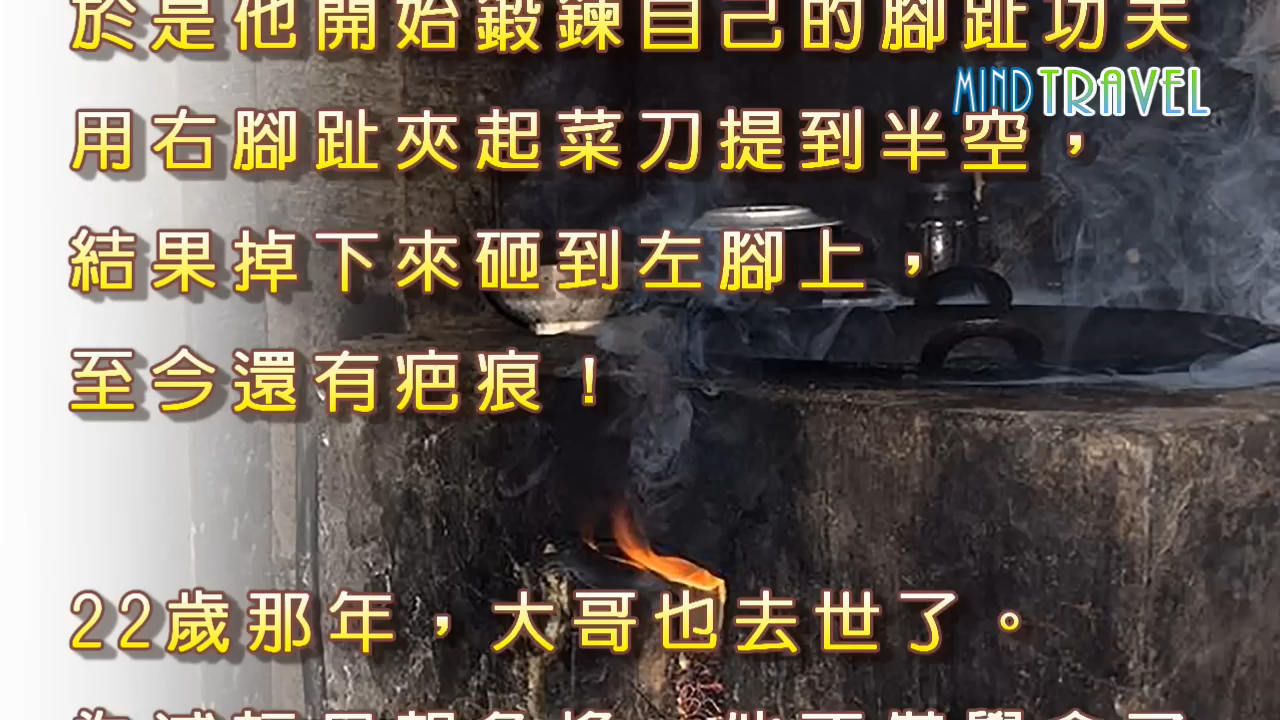 於是他開始鍛鍊自己的腳趾功夫
MIND TRAVEL
用右腳趾夾起菜刀提到半空，
結果掉下來砸到左腳上，
至今還有疤痕！
22歲那年，大哥也去世了。